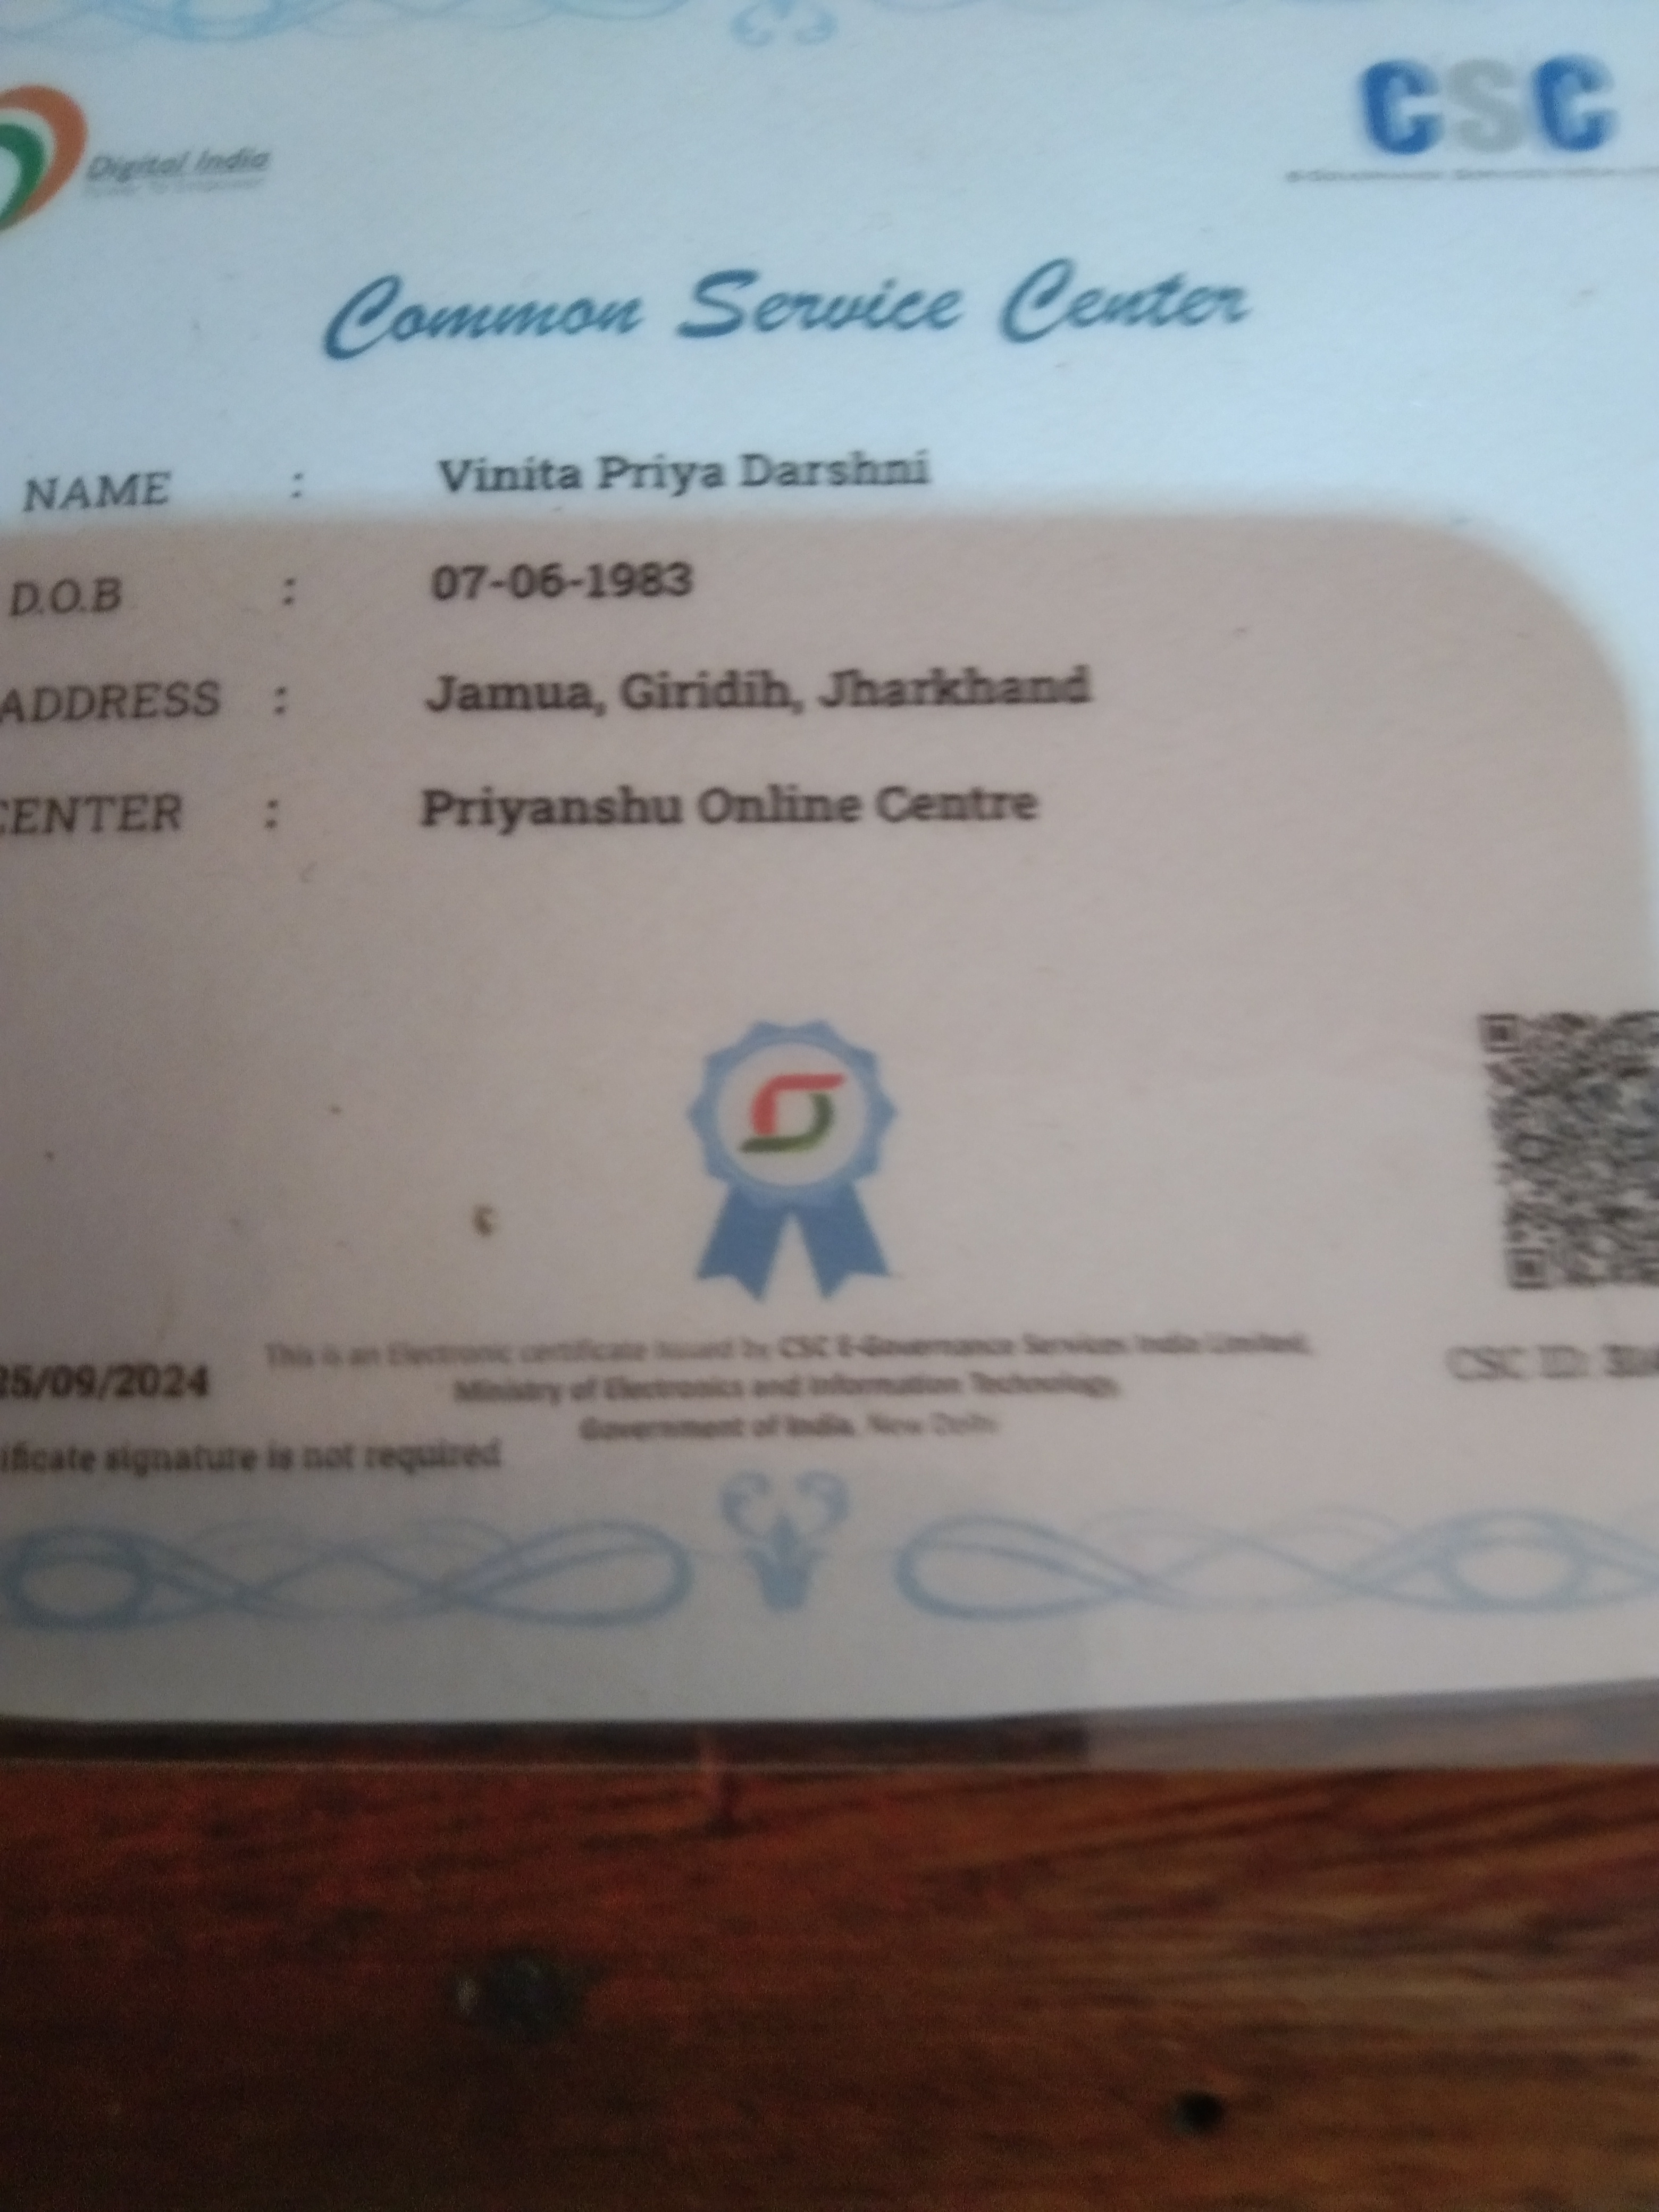 Digital India
CSC
Common Service Center
NAME : Vinita Priya Darshni
D.O.B : 07-06-1983
ADDRESS : Jamua, Giridih, Jharkhand
CENTER : Priyanshu Online Centre
25/09/2024
This is an Electronic certificate issued by CSC E-Governance Services India Limited,
Ministry of Electronics and Information Technology,
Government of India, New Delhi
CSC ID:
ificate signature is not required